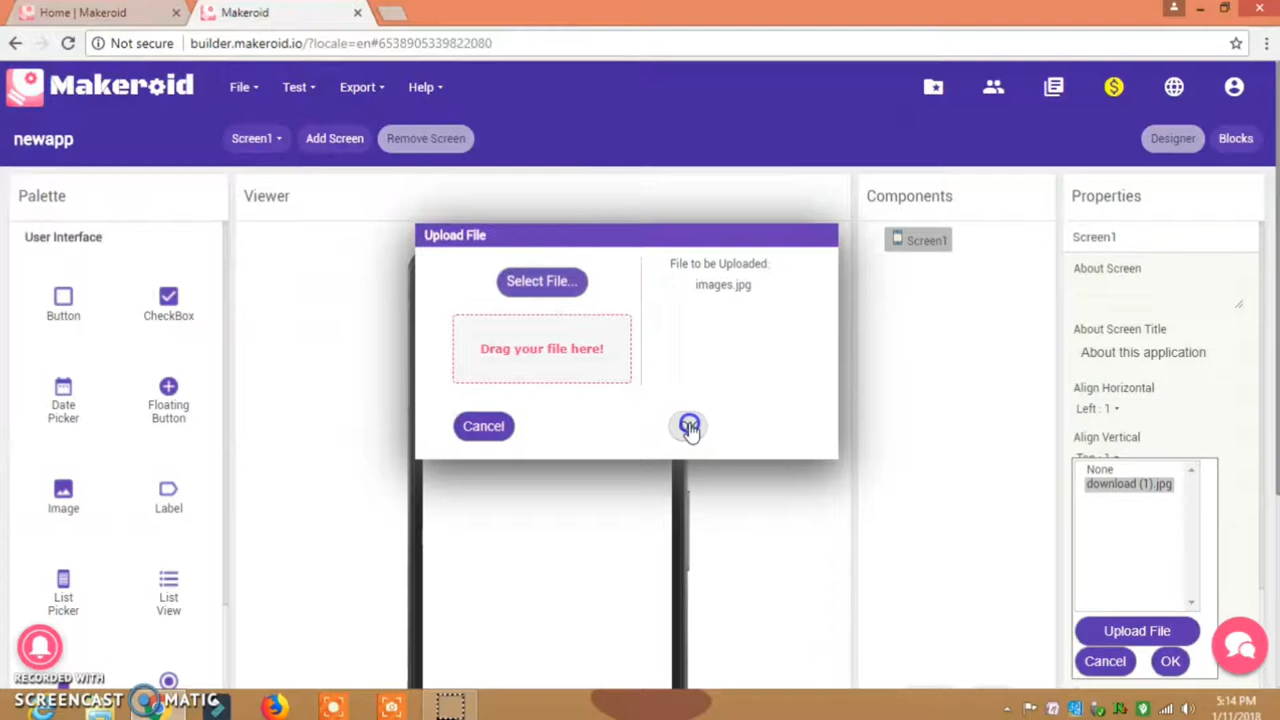 Home | Makeroid
Makeroid
Not secure
builder.makeroid.io/?locale=en#6538905339822080
Makeroid
File
Test
Export
Help
newapp
Screen1
Add Screen
Remove Screen
Designer
Blocks
Palette
Viewer
Components
Properties
User Interface
Button
CheckBox
Date
Picker
Floating
Button
Image
Label
List
Picker
List
View
Upload File
Select File...
Drag your file here!
Cancel
File to be Uploaded:
images.jpg
Screen1
Screen1
About Screen
About Screen Title
About this application
Align Horizontal
Left : 1
Align Vertical
None
download (1).jpg
Upload File
Cancel
OK
RECORDED WITH
SCREENCAST MATIC
5:14 PM
1/11/2018